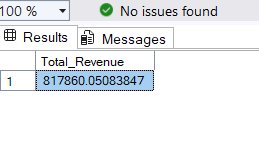 100 % No issues found
Results Messages
Total_Revenue
1 817860.05083847